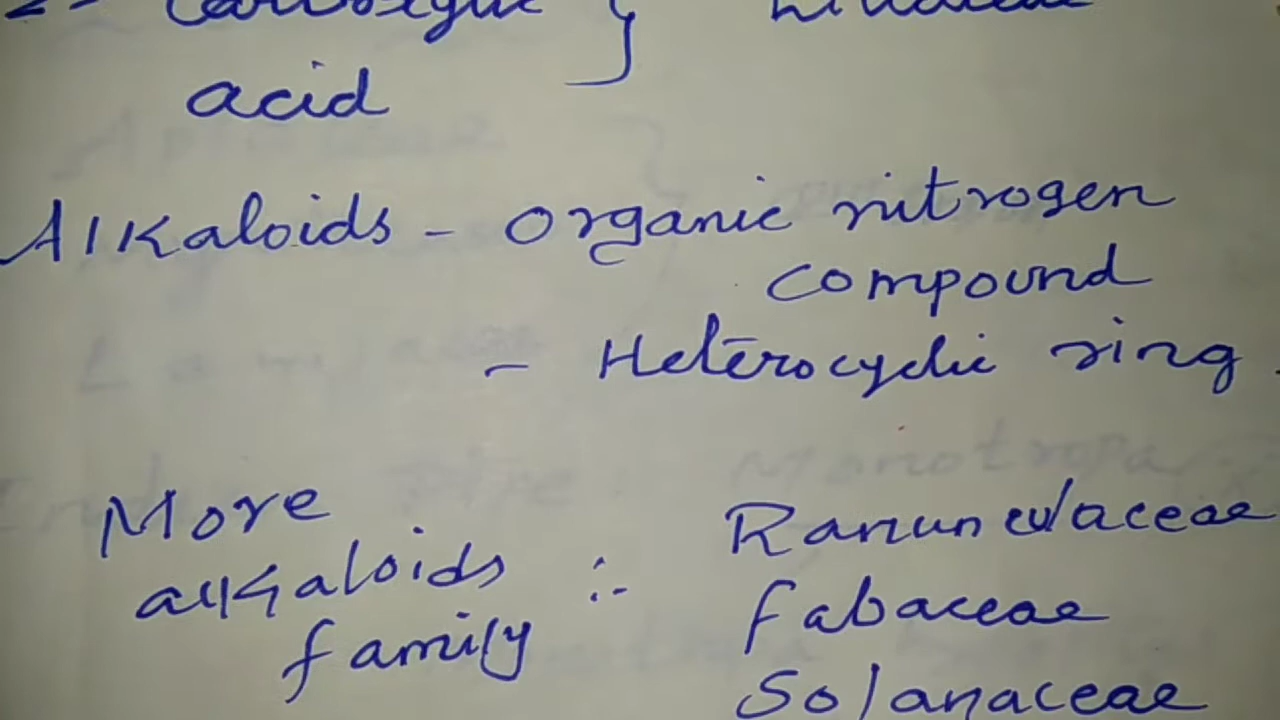 acid
Alkaloids - Organic nitrogen
compound
- Heterocyclic ring
More
alkaloids :-
family
Ranunculaceae
Fabaceae
Solanaceae